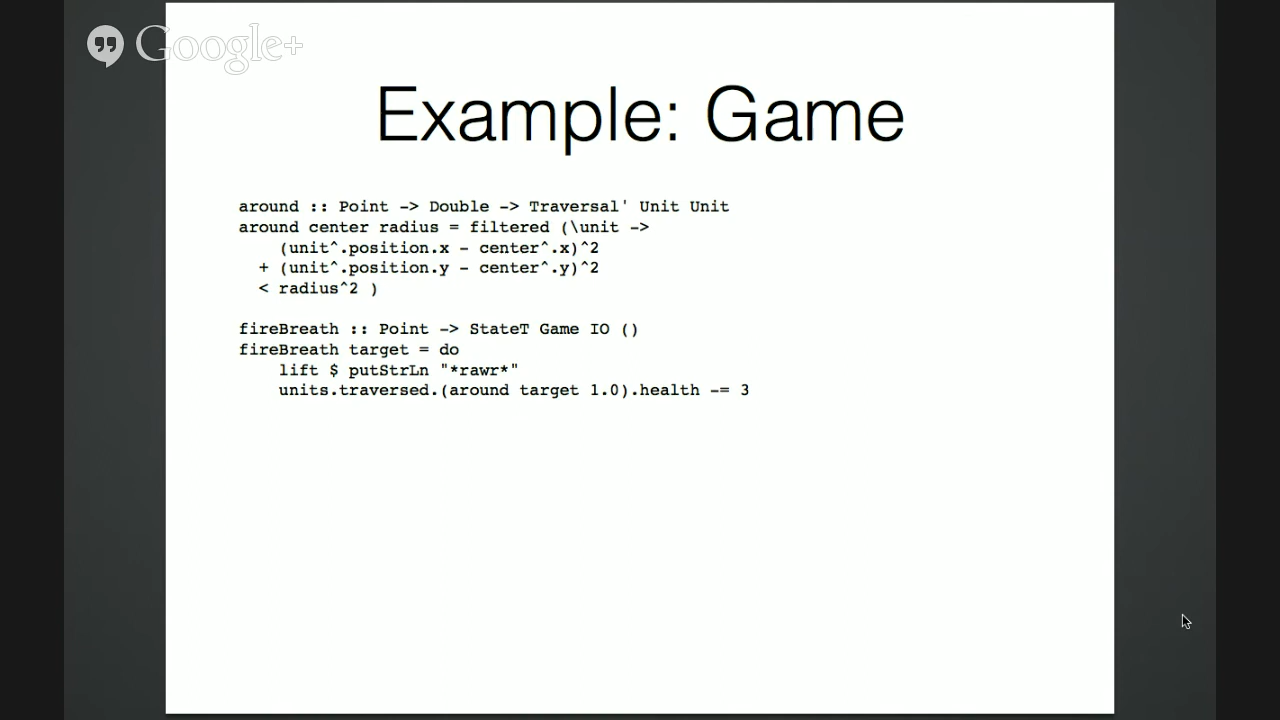 Google+
Example: Game
around :: Point -> Double -> Traversal' Unit Unit
around center radius = filtered (\unit ->
    (unit^.position.x - center^.x)^2
  + (unit^.position.y - center^.y)^2
  < radius^2 )
fireBreath :: Point -> StateT Game IO ()
fireBreath target = do
    lift $ putStrLn "*rawr*"
    units.traversed.(around target 1.0).health -= 3